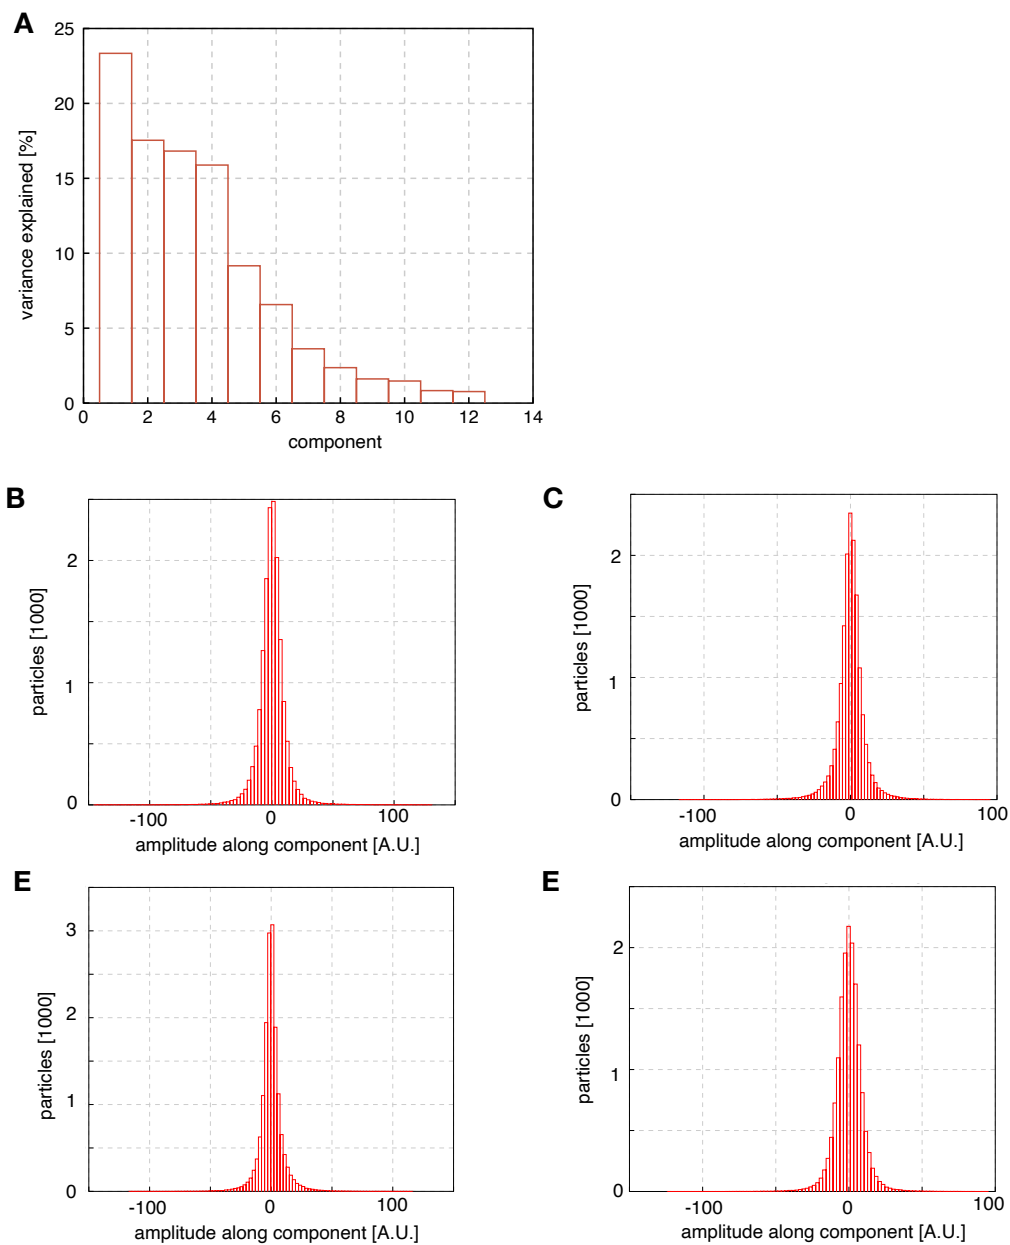 A
25
20
15
10
5
0
variance explained [%]
0 2 4 6 8 10 12 14
component
B
2
1
0
particles [1000]
-100 0 100
amplitude along component [A.U.]
C
2
1
0
particles [1000]
-100 0 100
amplitude along component [A.U.]
E
3
2
1
0
particles [1000]
-100 0 100
amplitude along component [A.U.]
E
2
1
0
particles [1000]
-100 0 100
amplitude along component [A.U.]